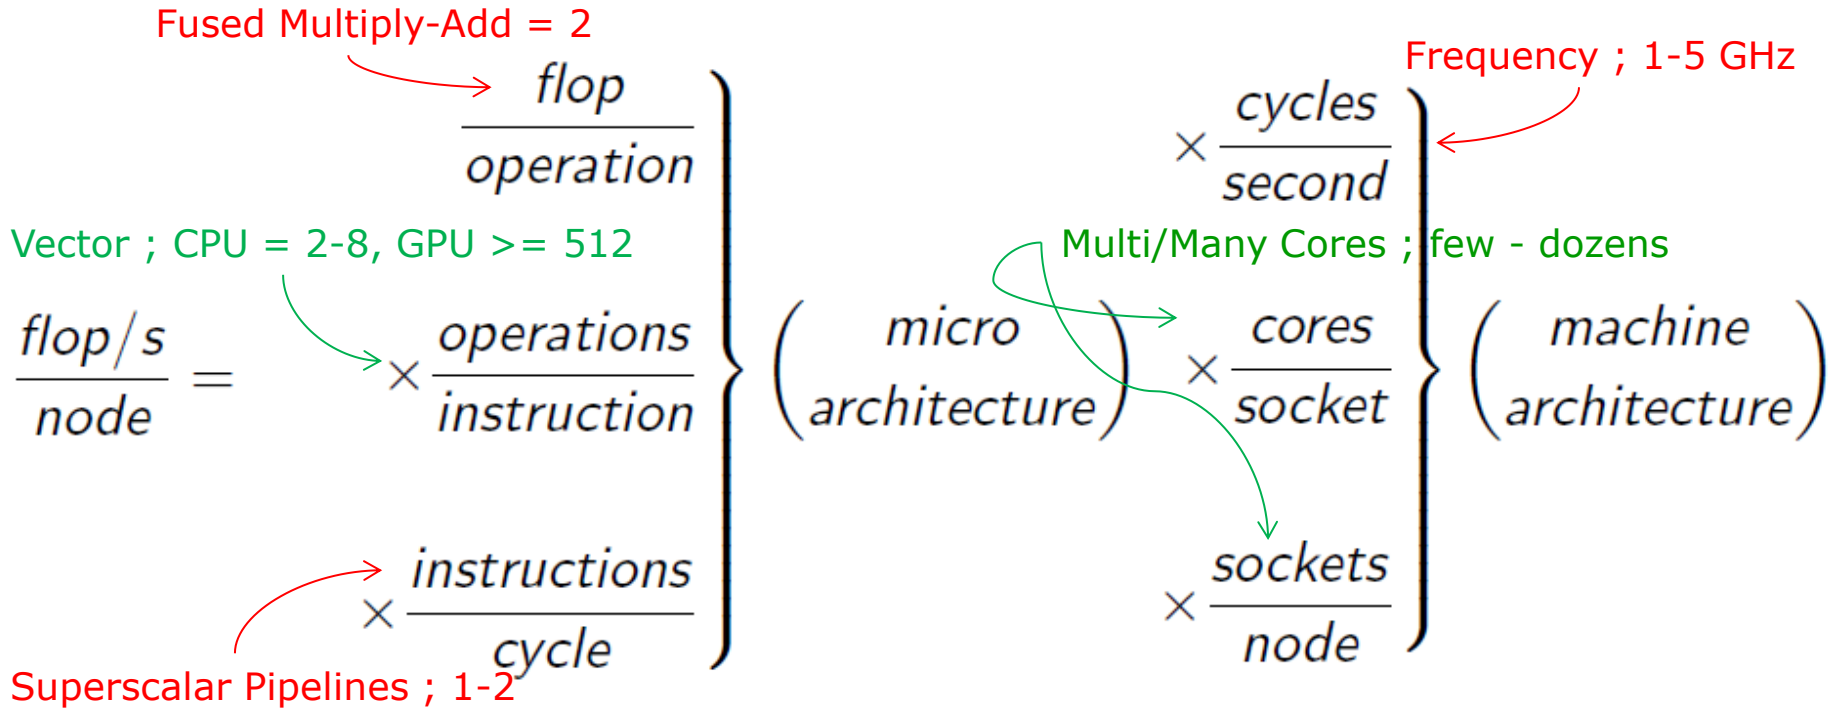 Fused Multiply-Add = 2
flop
operation
Vector ; CPU = 2-8, GPU >= 512
flop/s
node
=
× operations
instruction
× instructions
cycle
Superscalar Pipelines ; 1-2
( micro
architecture )
Frequency ; 1-5 GHz
× cycles
second
Multi/Many Cores ; few - dozens
× cores
socket
× sockets
node
( machine
architecture )